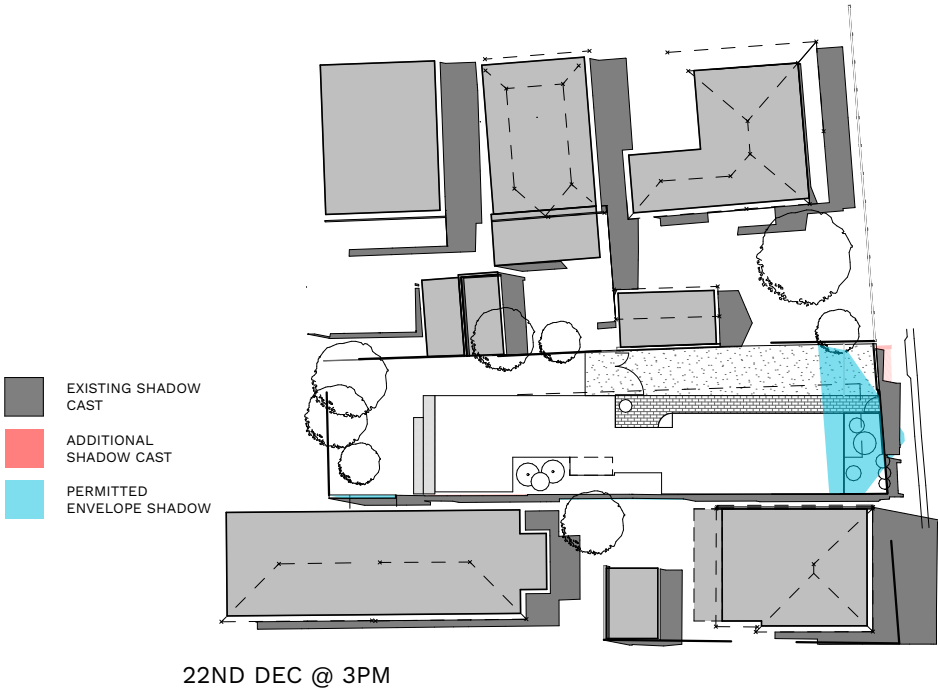 EXISTING SHADOW
CAST
ADDITIONAL
SHADOW CAST
PERMITTED
ENVELOPE SHADOW
22ND DEC @ 3PM